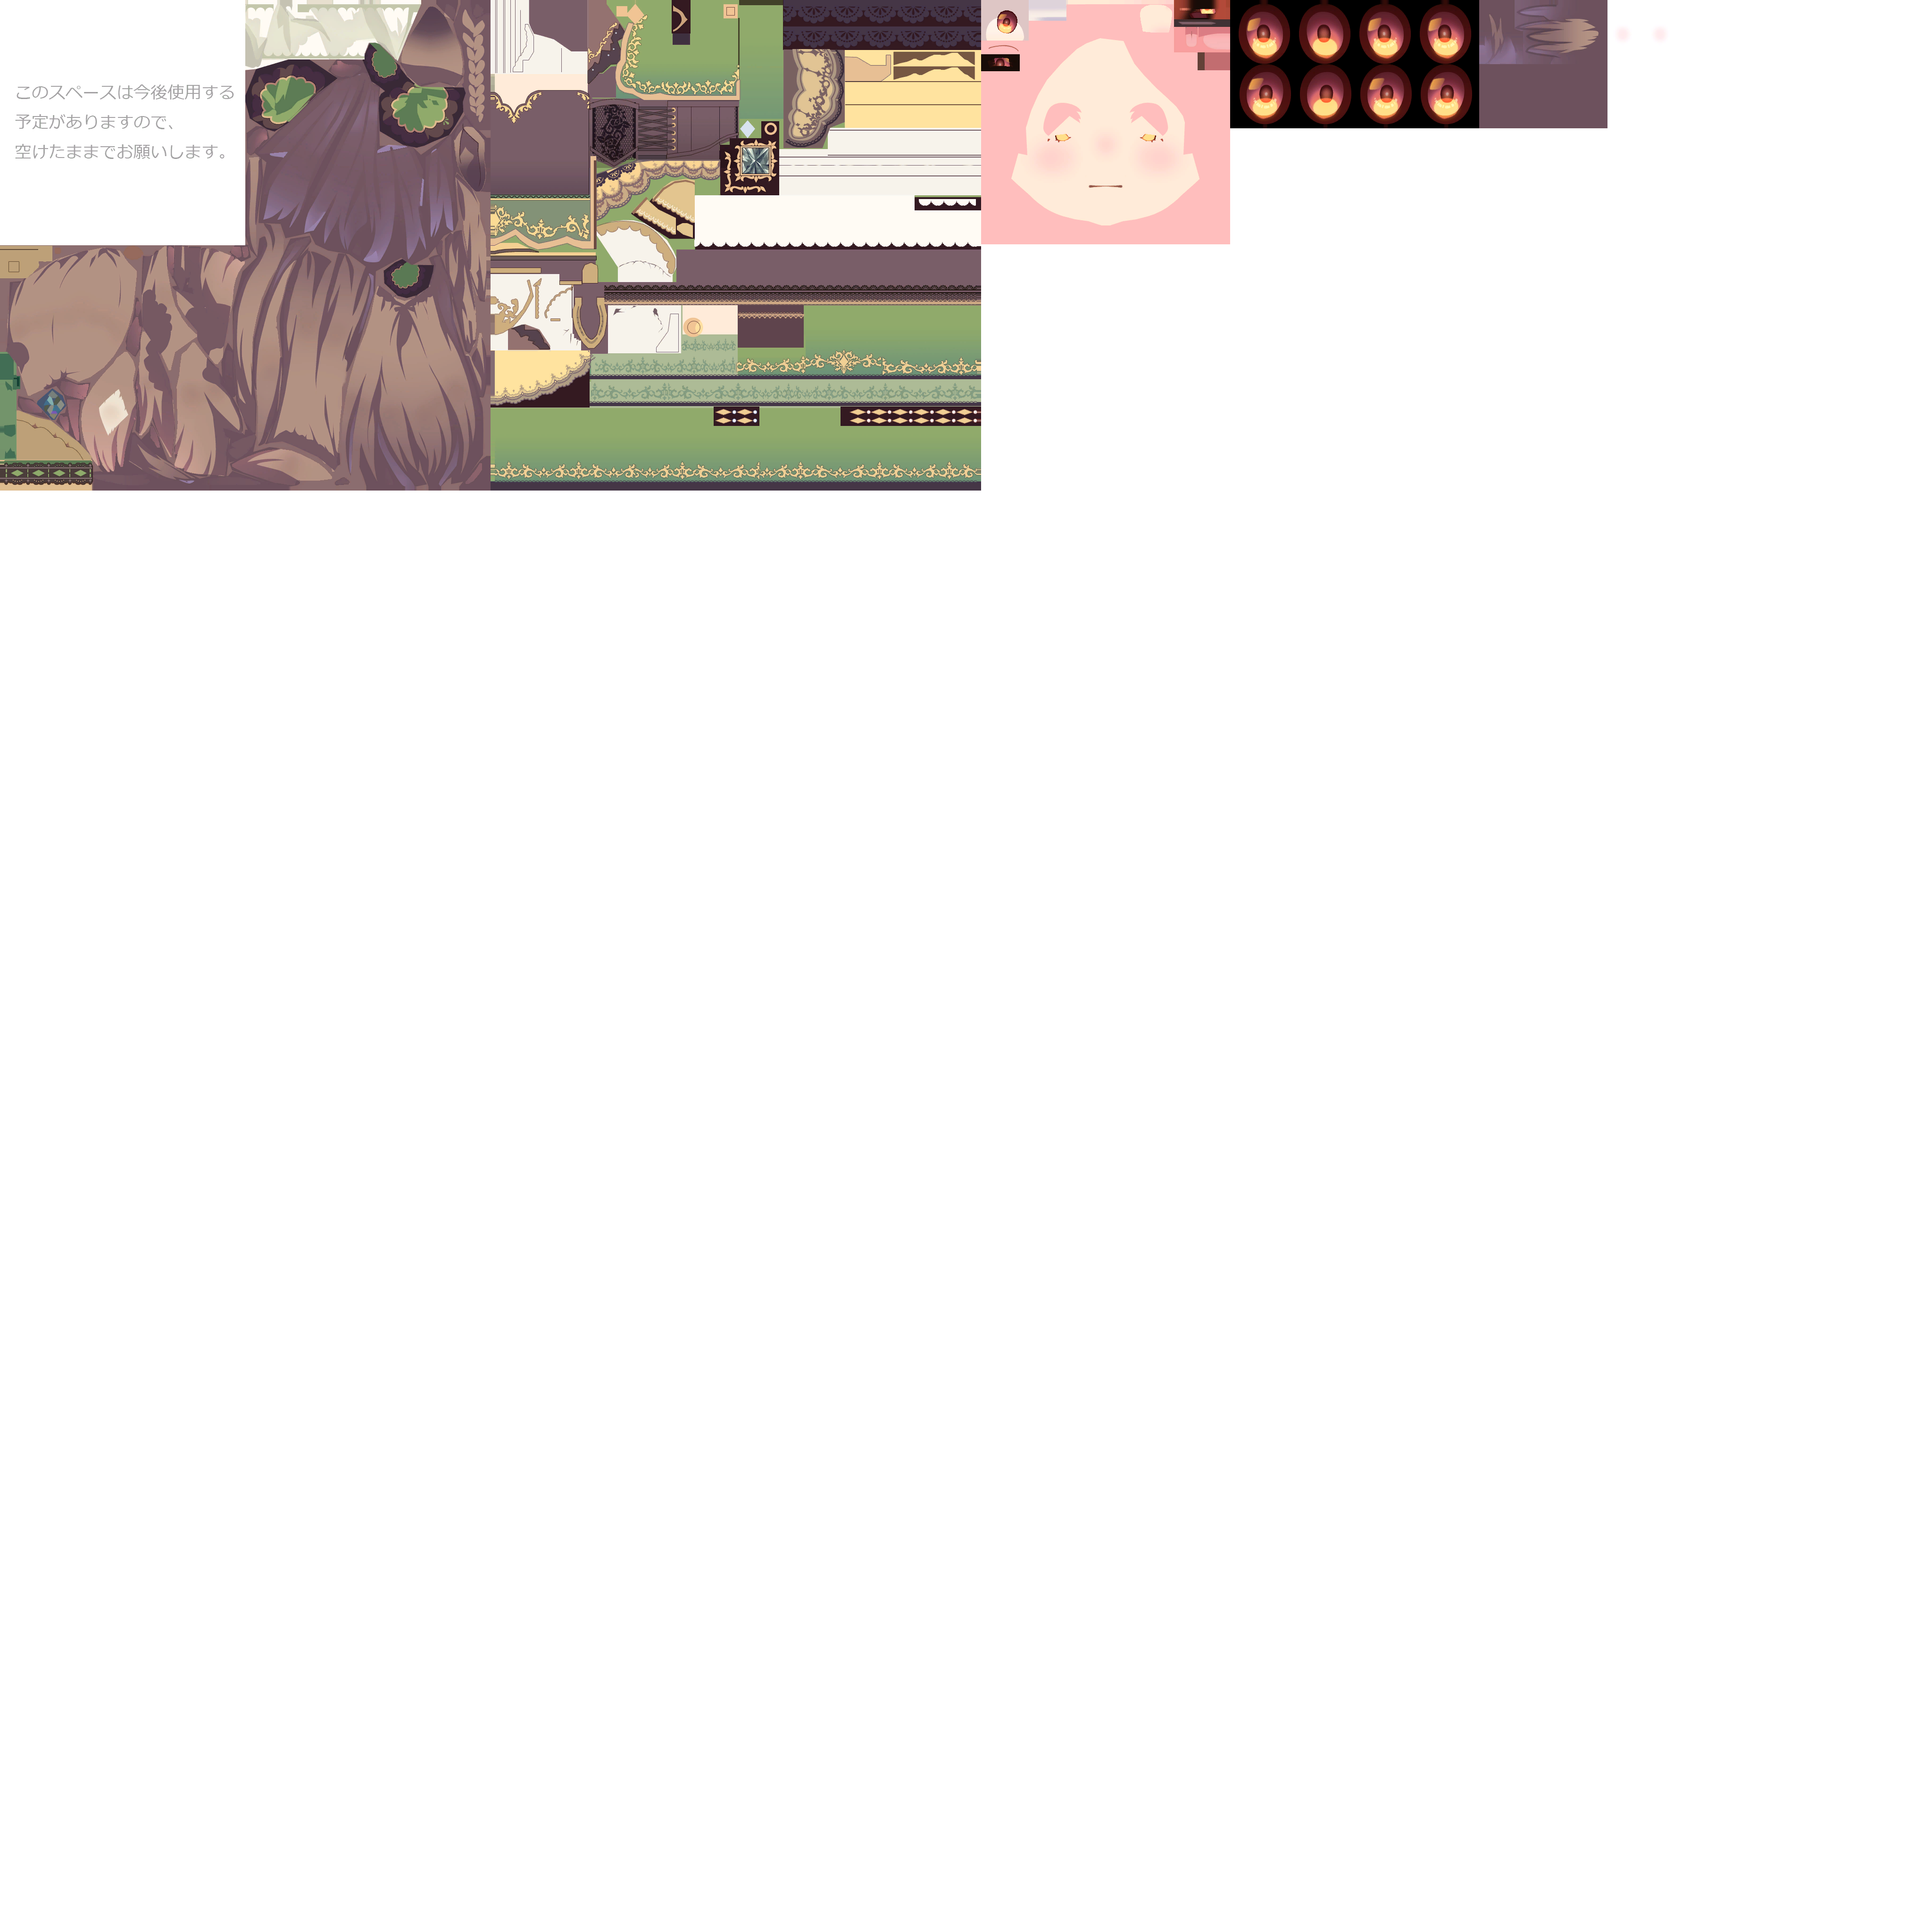 このスペースは今後使用する
予定がありますので、
空けたままでお願いします。